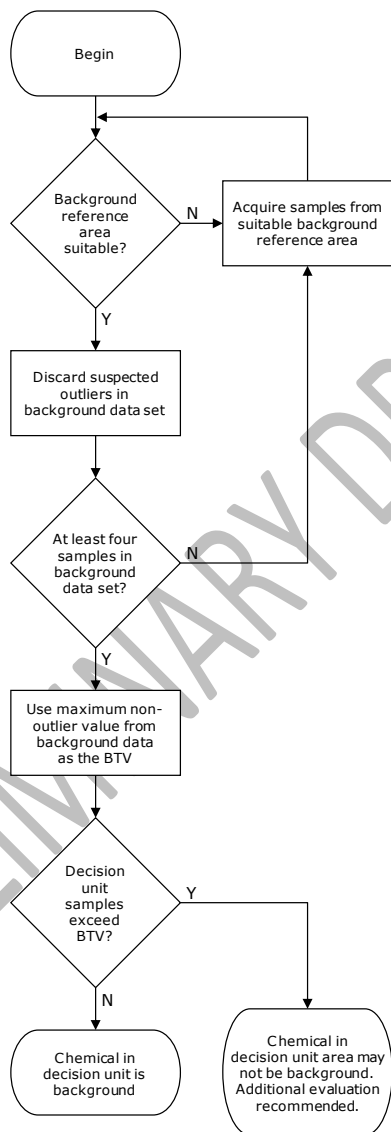 Begin
Background
reference
area
suitable?
N
Acquire samples from
suitable background
reference area
Y
Discard suspected
outliers in
background data set
At least four
samples in
background
data set?
N
Y
Use maximum non-
outlier value from
background data
as the BTV
Decision
unit
samples
exceed
BTV?
Y
N
Chemical in
decision unit is
background
Chemical in
decision unit area may
not be background.
Additional evaluation
recommended.